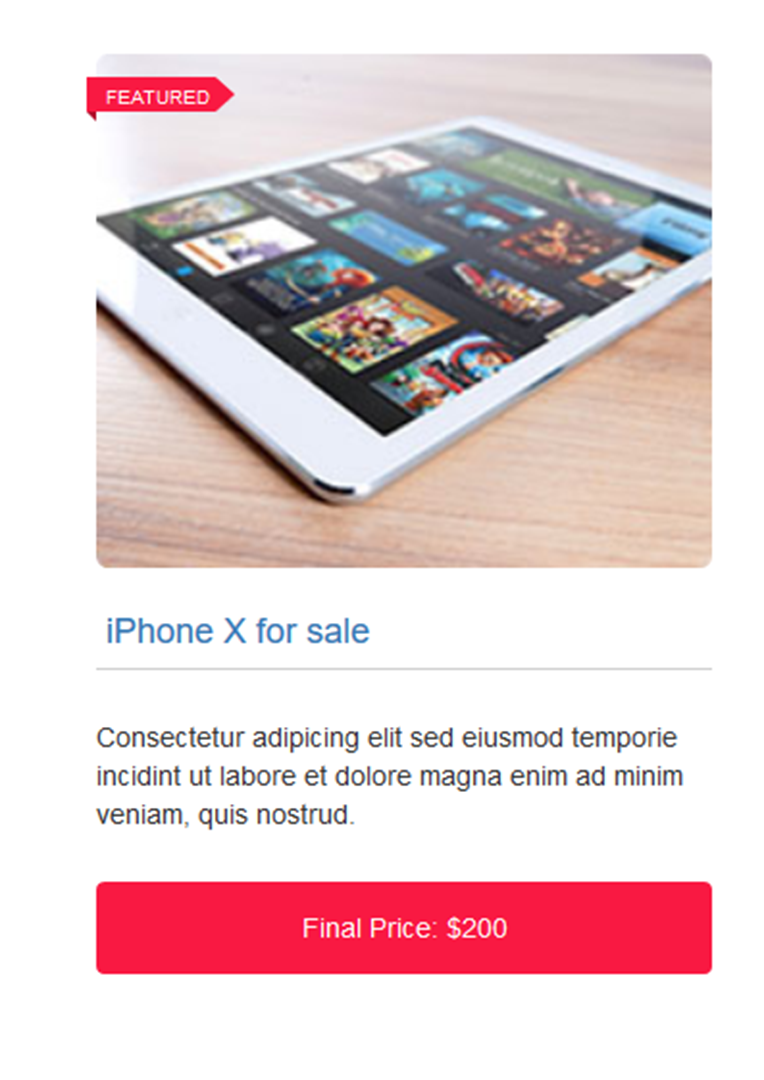 FEATURED
iPhone X for sale
Consectetur adipicing elit sed eiusmod temporie
incidint ut labore et dolore magna enim ad minim
veniam, quis nostrud.
Final Price: $200